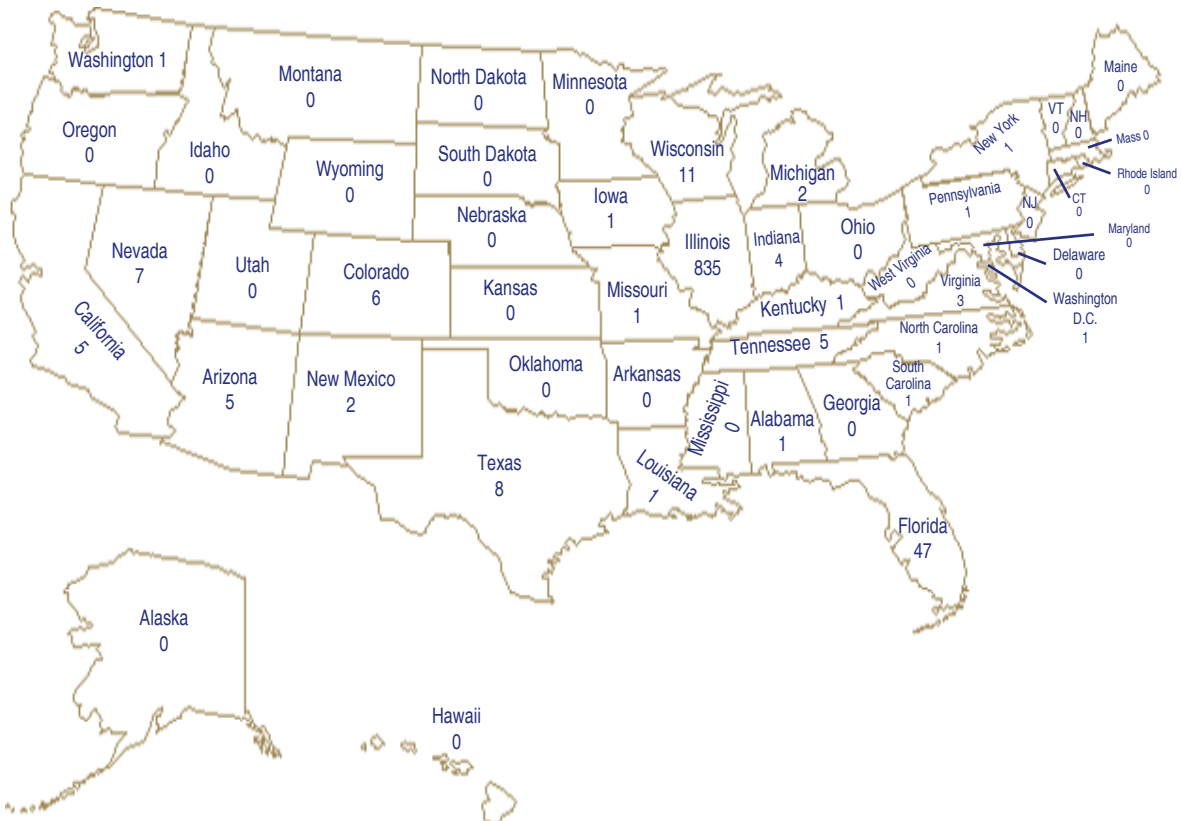 Washington 1
Montana
0
North Dakota
0
Minnesota
0
Maine
0
VT
0
NH
0
New York
1
Mass 0
Rhode Island
0
CT
0
Oregon
0
Idaho
0
Wyoming
0
South Dakota
0
Wisconsin
11
Michigan
2
Pennsylvania
1
NJ
0
Maryland
0
Delaware
0
Washington
D.C.
1
Iowa
1
Nebraska
0
Nevada
7
Utah
0
Colorado
6
Kansas
0
Illinois
835
Indiana
4
Ohio
0
West Virginia
0
Virginia
3
California
5
Missouri
1
Kentucky 1
Arizona
5
New Mexico
2
Oklahoma
0
Arkansas
0
Tennessee 5
North Carolina
1
South
Carolina
1
Mississippi
0
Alabama
1
Georgia
0
Texas
8
Louisiana
1
Florida
47
Alaska
0
Hawaii
0